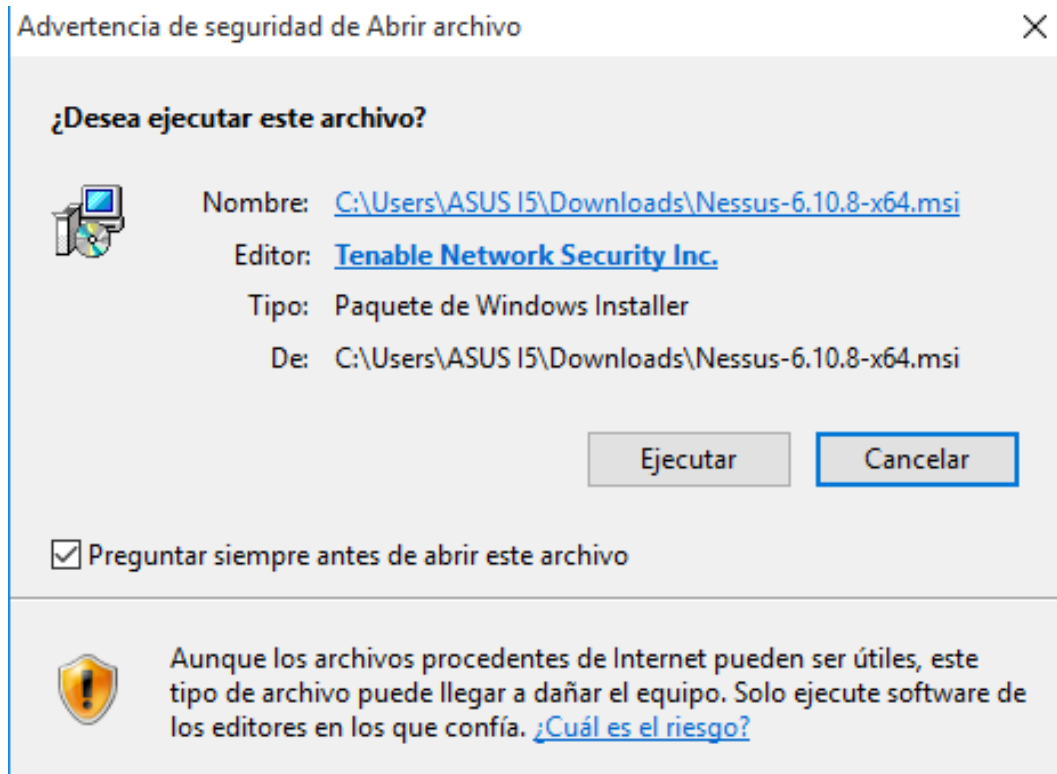 Advertencia de seguridad de Abrir archivo
¿Desea ejecutar este archivo?
Nombre: C:\Users\ASUS I5\Downloads\Nessus-6.10.8-x64.msi
Editor: Tenable Network Security Inc.
Tipo: Paquete de Windows Installer
De: C:\Users\ASUS I5\Downloads\Nessus-6.10.8-x64.msi
Ejecutar Cancelar
Preguntar siempre antes de abrir este archivo
Aunque los archivos procedentes de Internet pueden ser útiles, este
tipo de archivo puede llegar a dañar el equipo. Solo ejecute software de
los editores en los que confía. ¿Cuál es el riesgo?